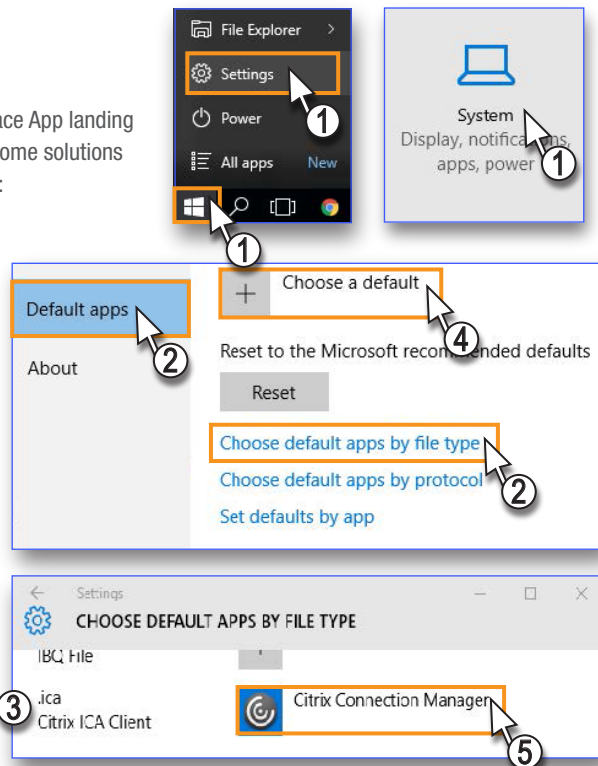 ace App landing
ome solutions
:
File Explorer >
Settings
1
Power
All apps New
1
System
Display, notifications,
apps, power
1
Default apps
2
About
Choose a default
4
Reset to the Microsoft recommended defaults
Reset
Choose default apps by file type
2
Choose default apps by protocol
Set defaults by app
Settings
CHOOSE DEFAULT APPS BY FILE TYPE
IBQ File
3
.ica
Citrix ICA Client
Citrix Connection Manager
5